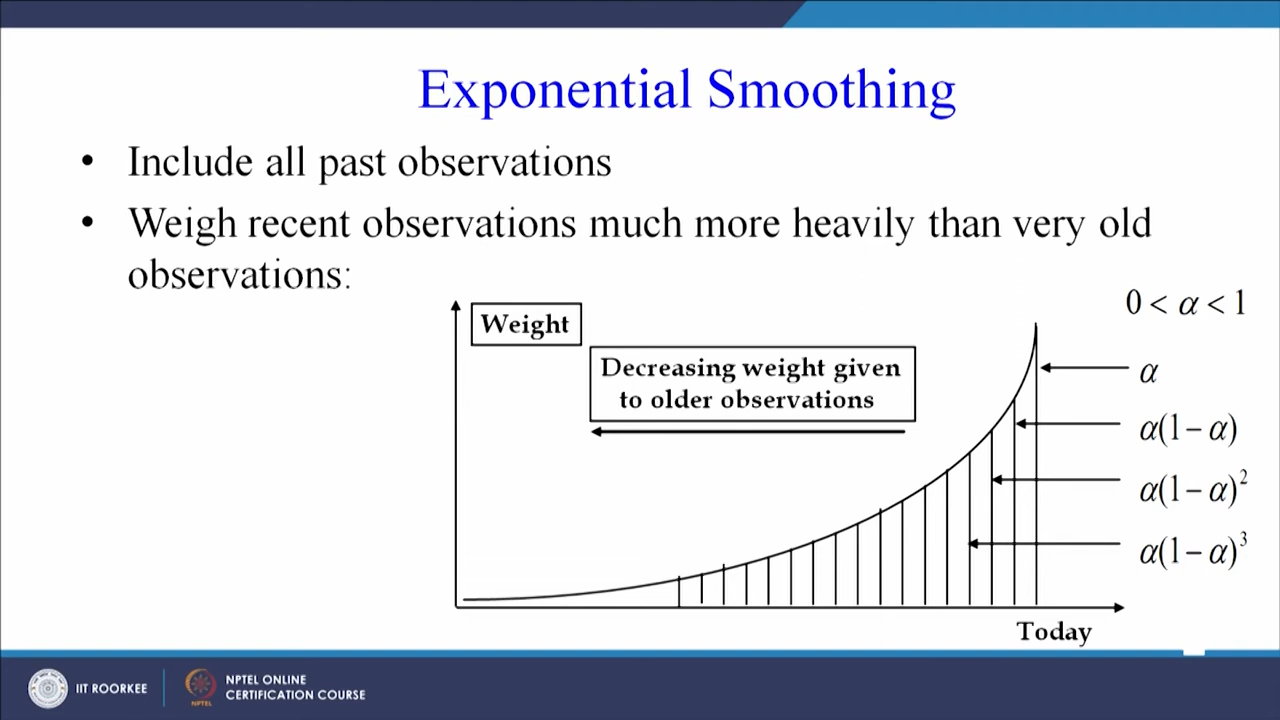 Exponential Smoothing
• Include all past observations
• Weigh recent observations much more heavily than very old
observations:
0 < α < 1
Weight
Decreasing weight given
to older observations
α
α(1 − α)
α(1 − α)²
α(1 − α)³
Today
IIT ROORKEE
NPTEL ONLINE
CERTIFICATION COURSE
NPTEL